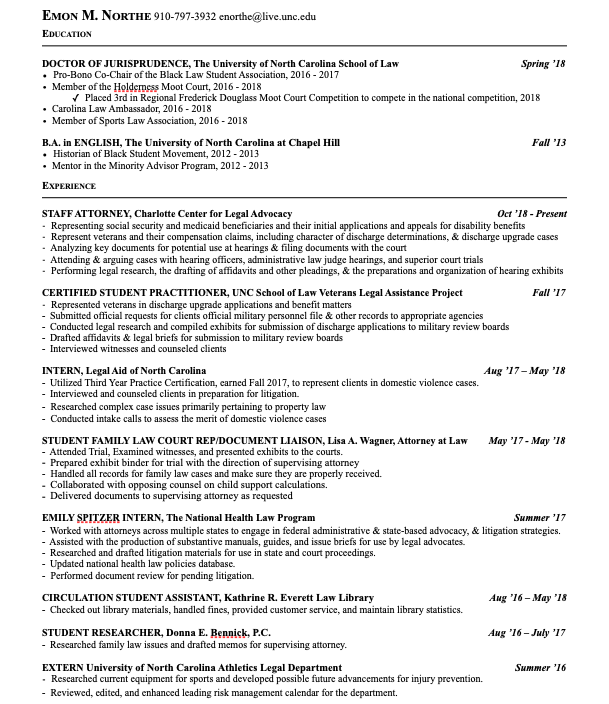 EMON M. NORTHE 910-797-3932 enorthe@live.unc.edu
EDUCATION
DOCTOR OF JURISPRUDENCE, The University of North Carolina School of Law Spring '18
• Pro-Bono Co-Chair of the Black Law Student Association, 2016 - 2017
• Member of the Holderness Moot Court, 2016 - 2018
✓ Placed 3rd in Regional Frederick Douglass Moot Court Competition to compete in the national competition, 2018
• Carolina Law Ambassador, 2016 - 2018
• Member of Sports Law Association, 2016 - 2018
B.A. in ENGLISH, The University of North Carolina at Chapel Hill Fall '13
• Historian of Black Student Movement, 2012 - 2013
• Mentor in the Minority Advisor Program, 2012 - 2013
EXPERIENCE
STAFF ATTORNEY, Charlotte Center for Legal Advocacy Oct '18 - Present
- Representing social security and medicaid beneficiaries and their initial applications and appeals for disability benefits
- Represent veterans and their compensation claims, including character of discharge determinations, & discharge upgrade cases
- Analyzing key documents for potential use at hearings & filing documents with the court
- Attending & arguing cases with hearing officers, administrative law judge hearings, and superior court trials
- Performing legal research, the drafting of affidavits and other pleadings, & the preparations and organization of hearing exhibits
CERTIFIED STUDENT PRACTITIONER, UNC School of Law Veterans Legal Assistance Project Fall '17
- Represented veterans in discharge upgrade applications and benefit matters
- Submitted official requests for clients official military personnel file & other records to appropriate agencies
- Conducted legal research and compiled exhibits for submission of discharge applications to military review boards
- Drafted affidavits & legal briefs for submission to military review boards
- Interviewed witnesses and counseled clients
INTERN, Legal Aid of North Carolina Aug '17 – May '18
- Utilized Third Year Practice Certification, earned Fall 2017, to represent clients in domestic violence cases.
- Interviewed and counseled clients in preparation for litigation.
- Researched complex case issues primarily pertaining to property law
- Conducted intake calls to assess the merit of domestic violence cases
STUDENT FAMILY LAW COURT REP/DOCUMENT LIAISON, Lisa A. Wagner, Attorney at Law May '17 - May '18
- Attended Trial, Examined witnesses, and presented exhibits to the courts.
- Prepared exhibit binder for trial with the direction of supervising attorney
- Handled all records for family law cases and make sure they are properly received.
- Collaborated with opposing counsel on child support calculations.
- Delivered documents to supervising attorney as requested
EMILY SPITZER INTERN, The National Health Law Program Summer '17
- Worked with attorneys across multiple states to engage in federal administrative & state-based advocacy, & litigation strategies.
- Assisted with the production of substantive manuals, guides, and issue briefs for use by legal advocates.
- Researched and drafted litigation materials for use in state and court proceedings.
- Updated national health law policies database.
- Performed document review for pending litigation.
CIRCULATION STUDENT ASSISTANT, Kathrine R. Everett Law Library Aug '16 – May '18
- Checked out library materials, handled fines, provided customer service, and maintain library statistics.
STUDENT RESEARCHER, Donna E. Bennick, P.C. Aug '16 – July '17
- Researched family law issues and drafted memos for supervising attorney.
EXTERN University of North Carolina Athletics Legal Department Summer '16
- Researched current equipment for sports and developed possible future advancements for injury prevention.
- Reviewed, edited, and enhanced leading risk management calendar for the department.